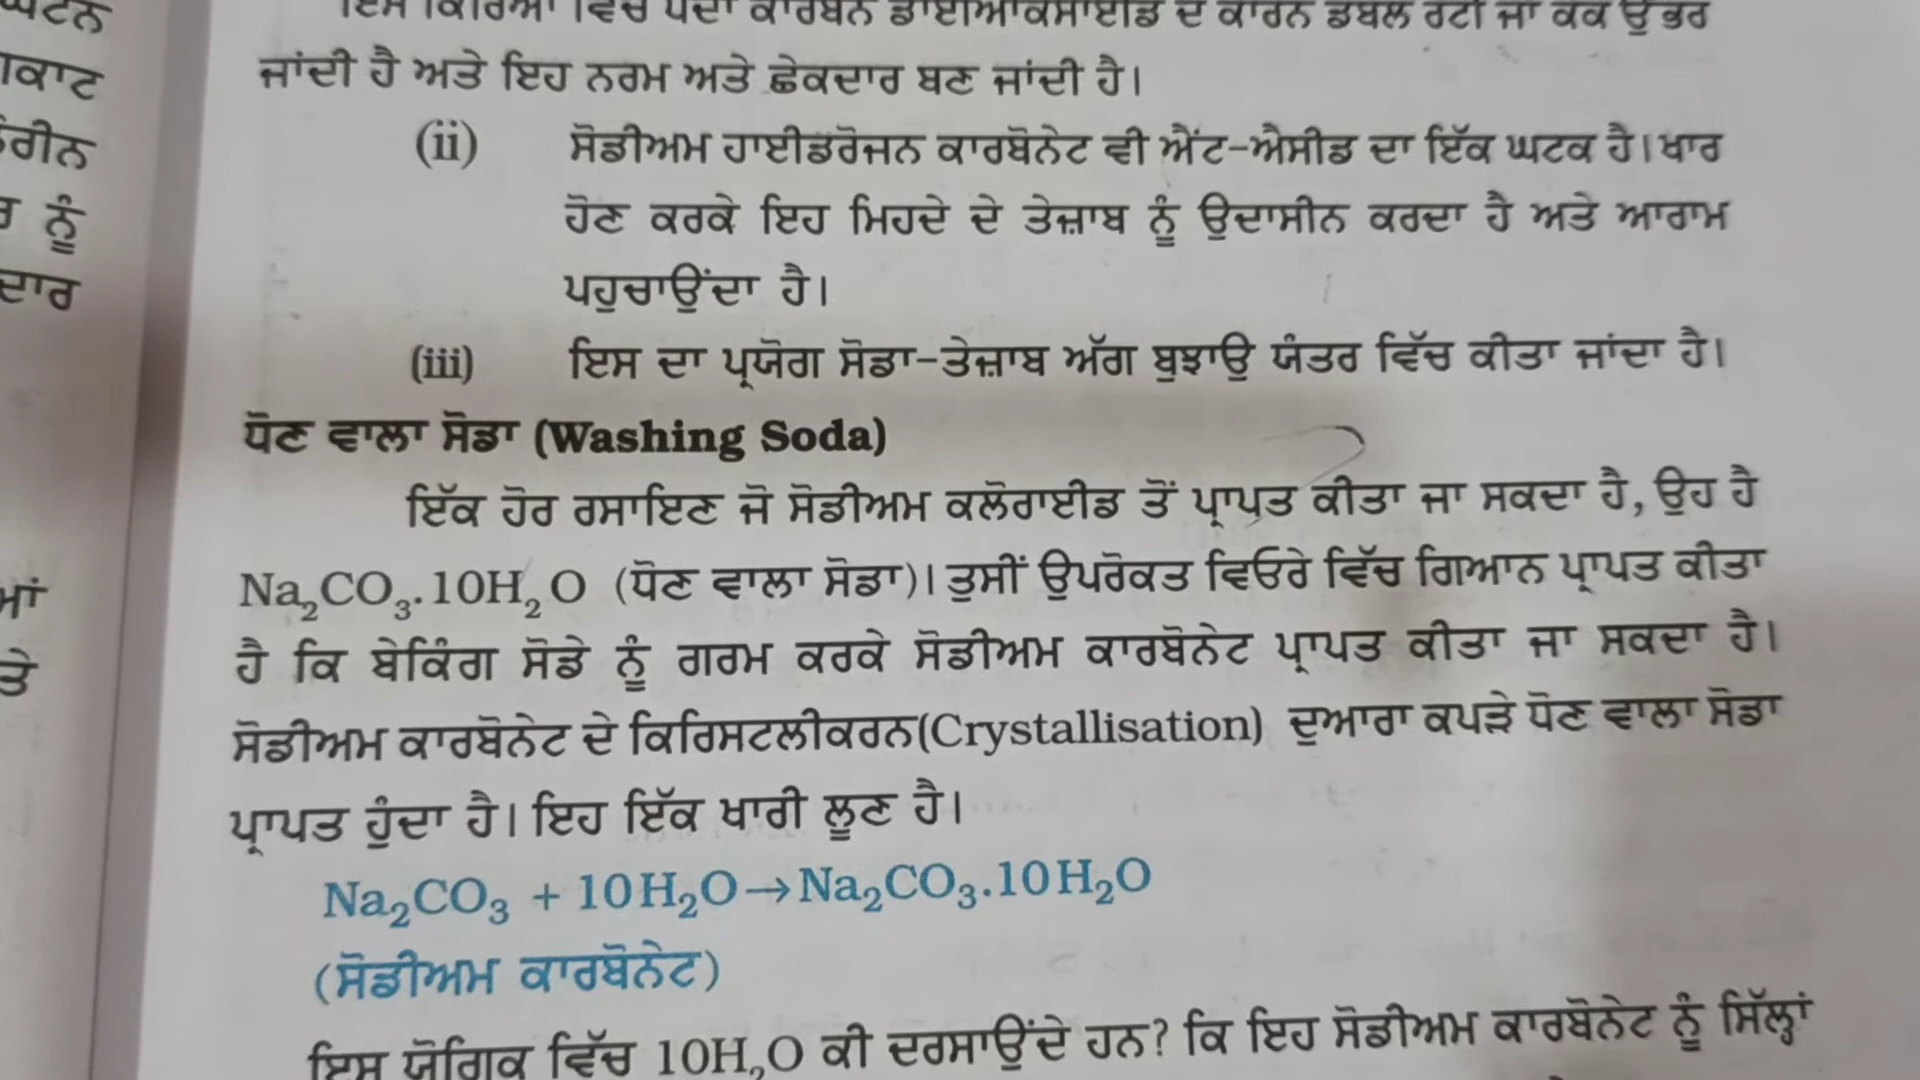 ਜਾਂਦੀ ਹੈ ਅਤੇ ਇਹ ਨਰਮ ਅਤੇ ਛੇਕਦਾਰ ਬਣ ਜਾਂਦੀ ਹੈ।
(ii) ਸੋਡੀਅਮ ਹਾਈਡਰੋਜਨ ਕਾਰਬੋਨੇਟ ਵੀ ਐਂਟ-ਐਸੀਡ ਦਾ ਇੱਕ ਘਟਕ ਹੈ। ਖਾਰ
ਹੋਣ ਕਰਕੇ ਇਹ ਮਿਹਦੇ ਦੇ ਤੇਜ਼ਾਬ ਨੂੰ ਉਦਾਸੀਨ ਕਰਦਾ ਹੈ ਅਤੇ ਆਰਾਮ
ਪਹੁਚਾਉਂਦਾ ਹੈ।
(iii) ਇਸ ਦਾ ਪ੍ਰਯੋਗ ਸੋਡਾ-ਤੇਜ਼ਾਬ ਅੱਗ ਬੁਝਾਉ ਯੰਤਰ ਵਿੱਚ ਕੀਤਾ ਜਾਂਦਾ ਹੈ।
ਧੋਣ ਵਾਲਾ ਸੋਡਾ (Washing Soda)
ਇੱਕ ਹੋਰ ਰਸਾਇਣ ਜੋ ਸੋਡੀਅਮ ਕਲੋਰਾਈਡ ਤੋਂ ਪ੍ਰਾਪਤ ਕੀਤਾ ਜਾ ਸਕਦਾ ਹੈ, ਉਹ ਹੈ
Na₂CO₃.10H₂O (ਧੋਣ ਵਾਲਾ ਸੋਡਾ)। ਤੁਸੀਂ ਉਪਰੋਕਤ ਵਿਓਰੇ ਵਿੱਚ ਗਿਆਨ ਪ੍ਰਾਪਤ ਕੀਤਾ
ਹੈ ਕਿ ਬੇਕਿੰਗ ਸੋਡੇ ਨੂੰ ਗਰਮ ਕਰਕੇ ਸੋਡੀਅਮ ਕਾਰਬੋਨੇਟ ਪ੍ਰਾਪਤ ਕੀਤਾ ਜਾ ਸਕਦਾ ਹੈ।
ਸੋਡੀਅਮ ਕਾਰਬੋਨੇਟ ਦੇ ਕਿਰਿਸਟਲੀਕਰਨ(Crystallisation) ਦੁਆਰਾ ਕਪੜੇ ਧੋਣ ਵਾਲਾ ਸੋਡਾ
ਪ੍ਰਾਪਤ ਹੁੰਦਾ ਹੈ। ਇਹ ਇੱਕ ਖਾਰੀ ਲੂਣ ਹੈ।
Na₂CO₃ + 10H₂O→Na₂CO₃.10H₂O
(ਸੋਡੀਅਮ ਕਾਰਬੋਨੇਟ)
ਇਸ ਯੋਗਿਕ ਵਿੱਚ 10H₂O ਕੀ ਦਰਸਾਉਂਦੇ ਹਨ? ਕਿ ਇਹ ਸੋਡੀਅਮ ਕਾਰਬੋਨੇਟ ਨੂੰ ਸਿੱਲ੍ਹਾਂ